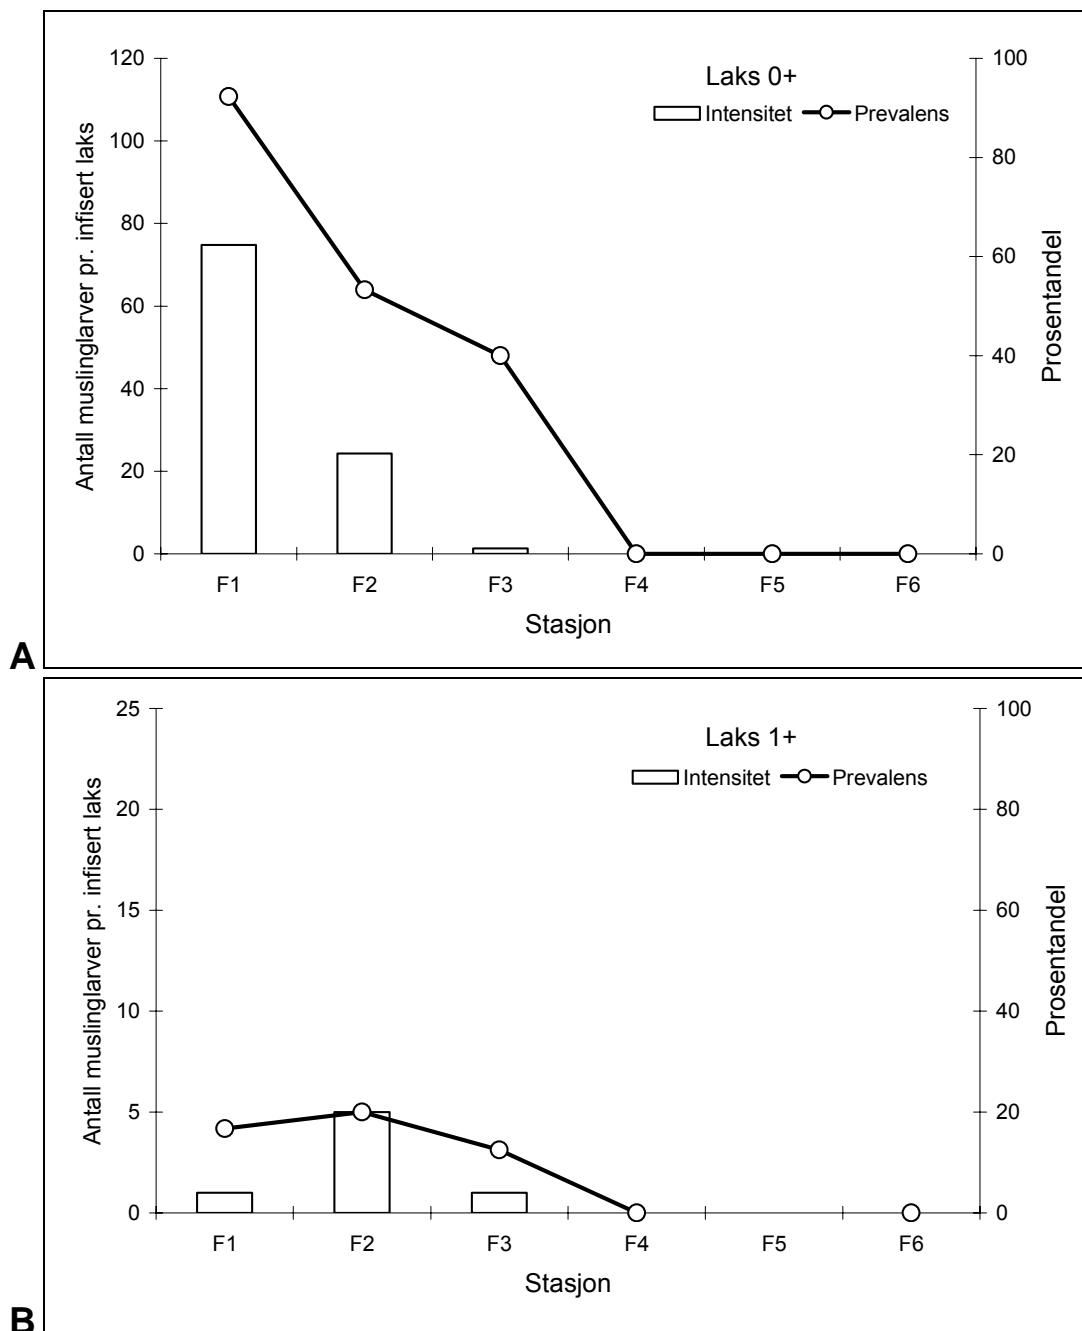 Laks 0+
Intensitet Prevalens
Antall muslinglarver pr. infisert laks
120
100
80
60
40
20
0
100
80
60
40
20
0
Prosentandel
F1 F2 F3 F4 F5 F6
Stasjon
A
Laks 1+
Intensitet Prevalens
Antall muslinglarver pr. infisert laks
25
20
15
10
5
0
100
80
60
40
20
0
Prosentandel
F1 F2 F3 F4 F5 F6
Stasjon
B